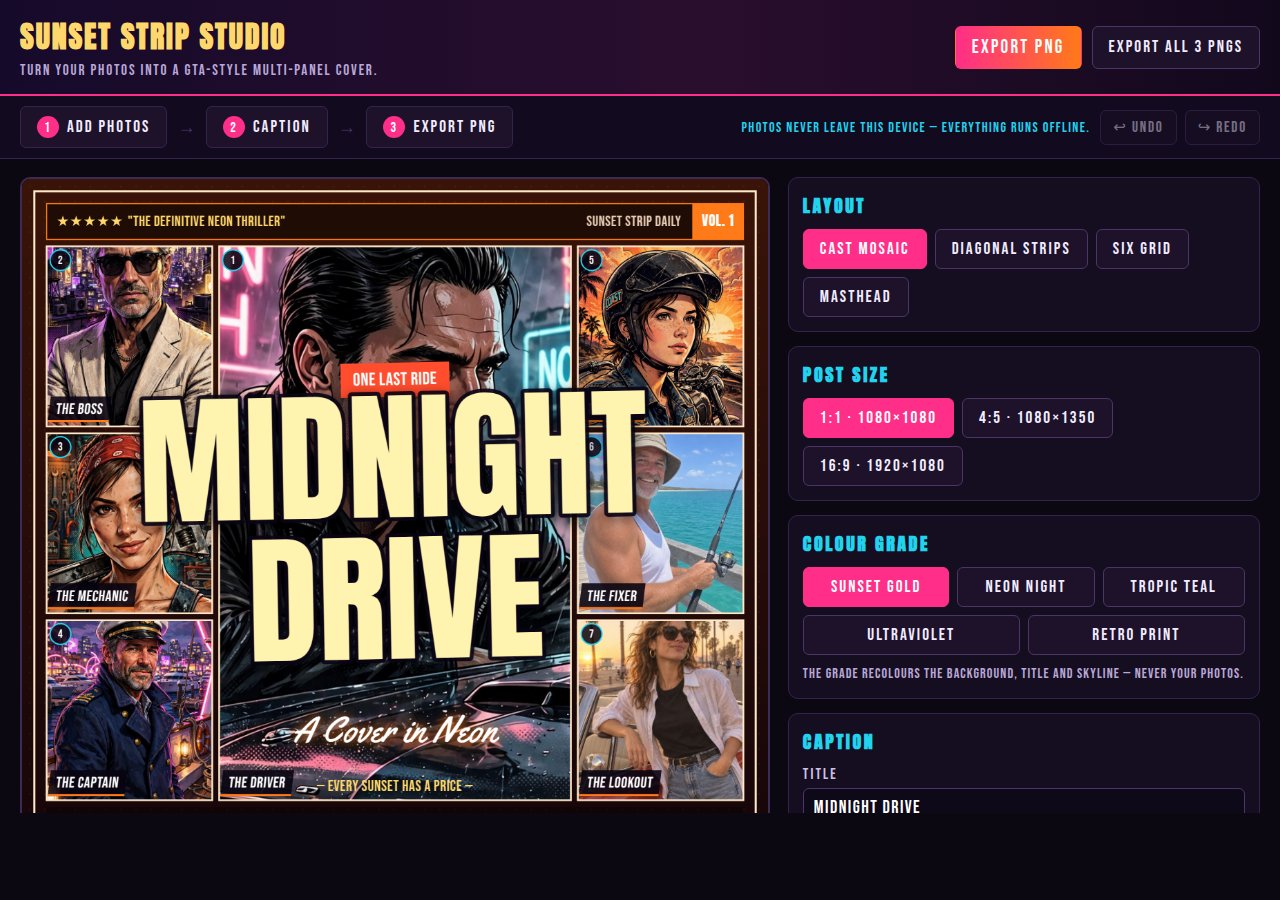 SUNSET STRIP STUDIO
TURN YOUR PHOTOS INTO A GTA-STYLE MULTI-PANEL COVER.
EXPORT PNG
EXPORT ALL 3 PNGS
1 ADD PHOTOS → 2 CAPTION → 3 EXPORT PNG
PHOTOS NEVER LEAVE THIS DEVICE — EVERYTHING RUNS OFFLINE.
↩ UNDO
↪ REDO
★★★★★ "THE DEFINITIVE NEON THRILLER"
SUNSET STRIP DAILY
VOL. 1
2
1
5
COAST
N
H
NO
ONE LAST RIDE
THE BOSS
MIDNIGHT
DRIVE
3
6
THE MECHANIC
THE FIXER
4
7
A Cover in Neon
THE CAPTAIN
THE DRIVER
— EVERY SUNSET HAS A PRICE —
THE LOOKOUT
LAYOUT
CAST MOSAIC
DIAGONAL STRIPS
SIX GRID
MASTHEAD
POST SIZE
1:1 · 1080×1080
4:5 · 1080×1350
16:9 · 1920×1080
COLOUR GRADE
SUNSET GOLD
NEON NIGHT
TROPIC TEAL
ULTRAVIOLET
RETRO PRINT
THE GRADE RECOLOURS THE BACKGROUND, TITLE AND SKYLINE — NEVER YOUR PHOTOS.
CAPTION
TITLE
MIDNIGHT DRIVE